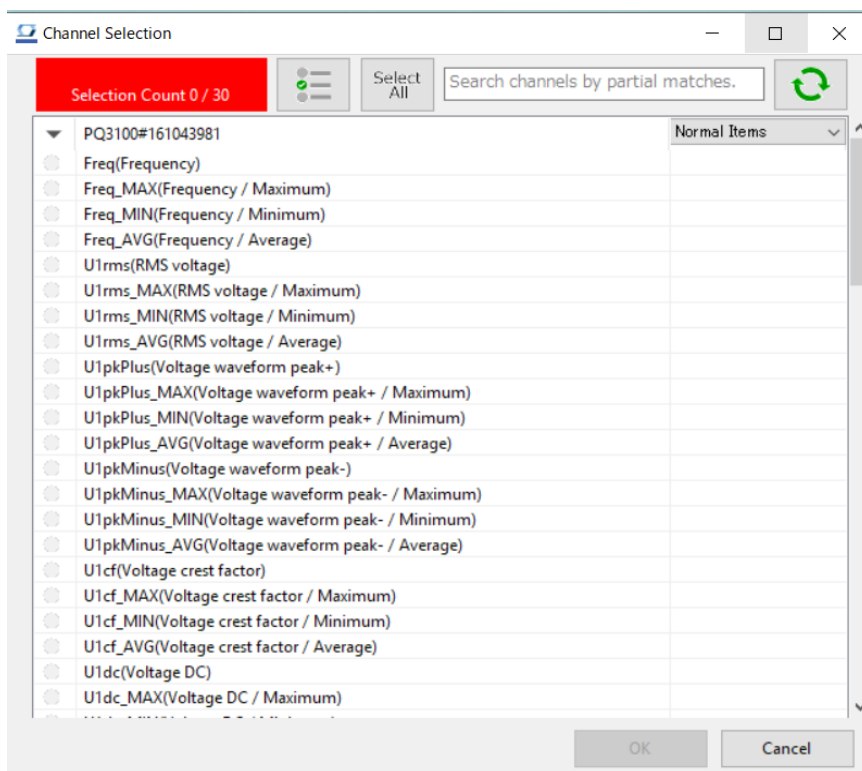 Channel Selection
Selection Count 0 / 30
Select
All
Search channels by partial matches.
PQ3100#161043981 Normal Items
Freq(Frequency)
Freq_MAX(Frequency / Maximum)
Freq_MIN(Frequency / Minimum)
Freq_AVG(Frequency / Average)
U1rms(RMS voltage)
U1rms_MAX(RMS voltage / Maximum)
U1rms_MIN(RMS voltage / Minimum)
U1rms_AVG(RMS voltage / Average)
U1pkPlus(Voltage waveform peak+)
U1pkPlus_MAX(Voltage waveform peak+ / Maximum)
U1pkPlus_MIN(Voltage waveform peak+ / Minimum)
U1pkPlus_AVG(Voltage waveform peak+ / Average)
U1pkMinus(Voltage waveform peak-)
U1pkMinus_MAX(Voltage waveform peak- / Maximum)
U1pkMinus_MIN(Voltage waveform peak- / Minimum)
U1pkMinus_AVG(Voltage waveform peak- / Average)
U1cf(Voltage crest factor)
U1cf_MAX(Voltage crest factor / Maximum)
U1cf_MIN(Voltage crest factor / Minimum)
U1cf_AVG(Voltage crest factor / Average)
U1dc(Voltage DC)
U1dc_MAX(Voltage DC / Maximum)
OK Cancel